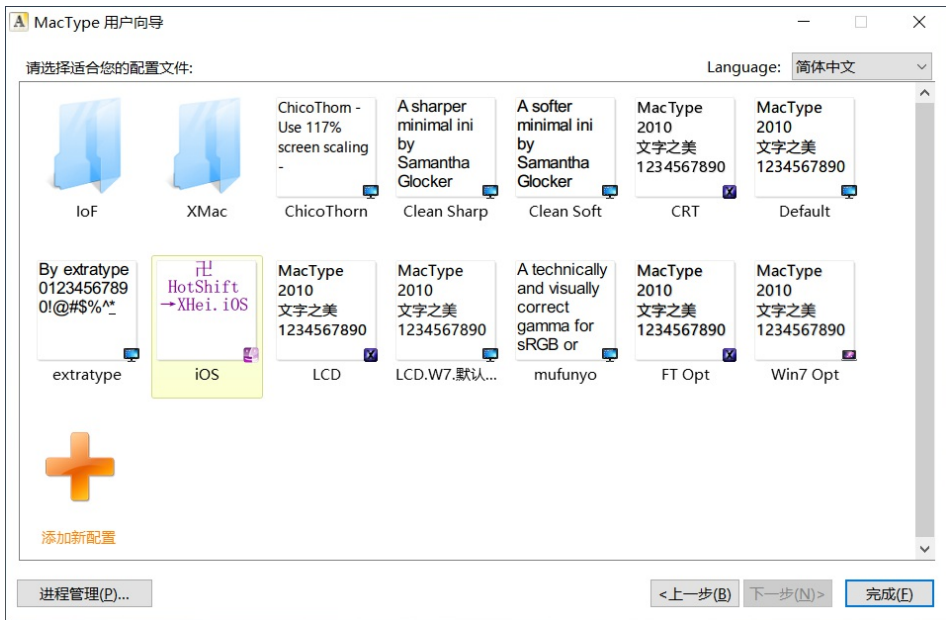 MacType 用户向导
请选择适合您的配置文件:
Language: 简体中文
IoF
XMac
ChicoThorn -
Use 117%
screen scaling
-
ChicoThorn
A sharper
minimal ini
by
Samantha
Glocker
Clean Sharp
A softer
minimal ini
by
Samantha
Glocker
Clean Soft
MacType
2010
文字之美
1234567890
CRT
MacType
2010
文字之美
1234567890
Default
By extratype
0123456789
0!@#$%^*
extratype
卍
HotShift
→XHei.iOS
iOS
MacType
2010
文字之美
1234567890
LCD
MacType
2010
文字之美
1234567890
LCD.W7.默认...
A technically
and visually
correct
gamma for
sRGB or
mufunyo
MacType
2010
文字之美
1234567890
FT Opt
MacType
2010
文字之美
1234567890
Win7 Opt
添加新配置
进程管理(P)...
<上一步(B)
下一步(N)>
完成(F)